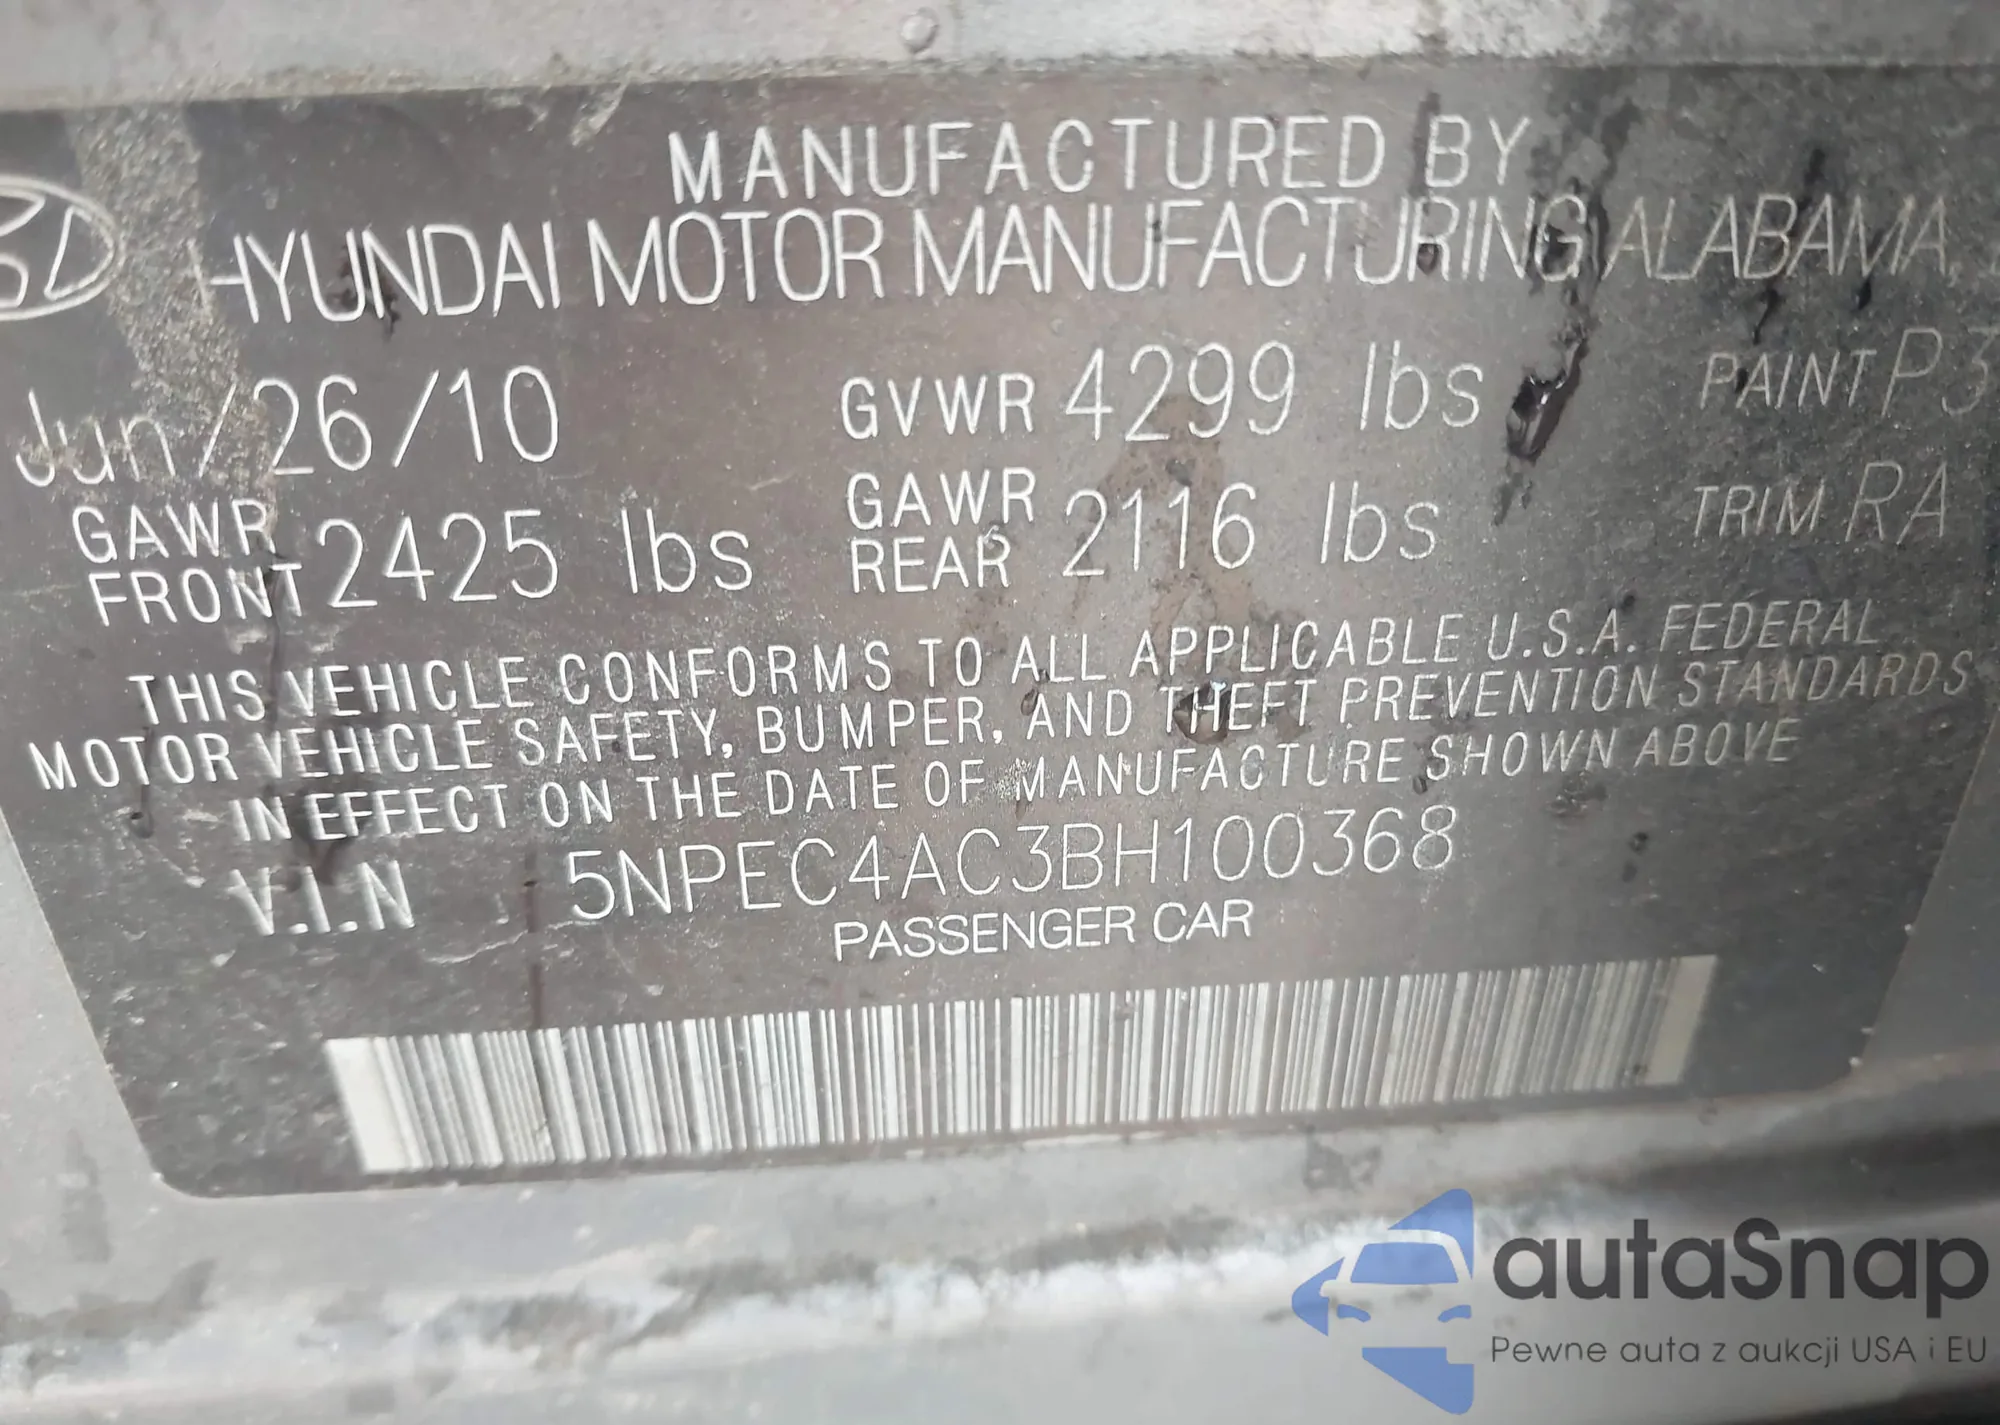 MANUFACTURED BY
HYUNDAI MOTOR MANUFACTURING ALABAMA,
Jun/26/10 GVWR 4299 lbs PAINT P3
GAWR FRONT 2425 lbs GAWR REAR 2116 lbs TRIM RA
THIS VEHICLE CONFORMS TO ALL APPLICABLE U.S.A. FEDERAL
MOTOR VEHICLE SAFETY, BUMPER, AND THEFT PREVENTION STANDARDS
IN EFFECT ON THE DATE OF MANUFACTURE SHOWN ABOVE
V.I.N 5NPEC4AC3BH100368
PASSENGER CAR
autaSnap
Pewne auta z aukcji USA i EU